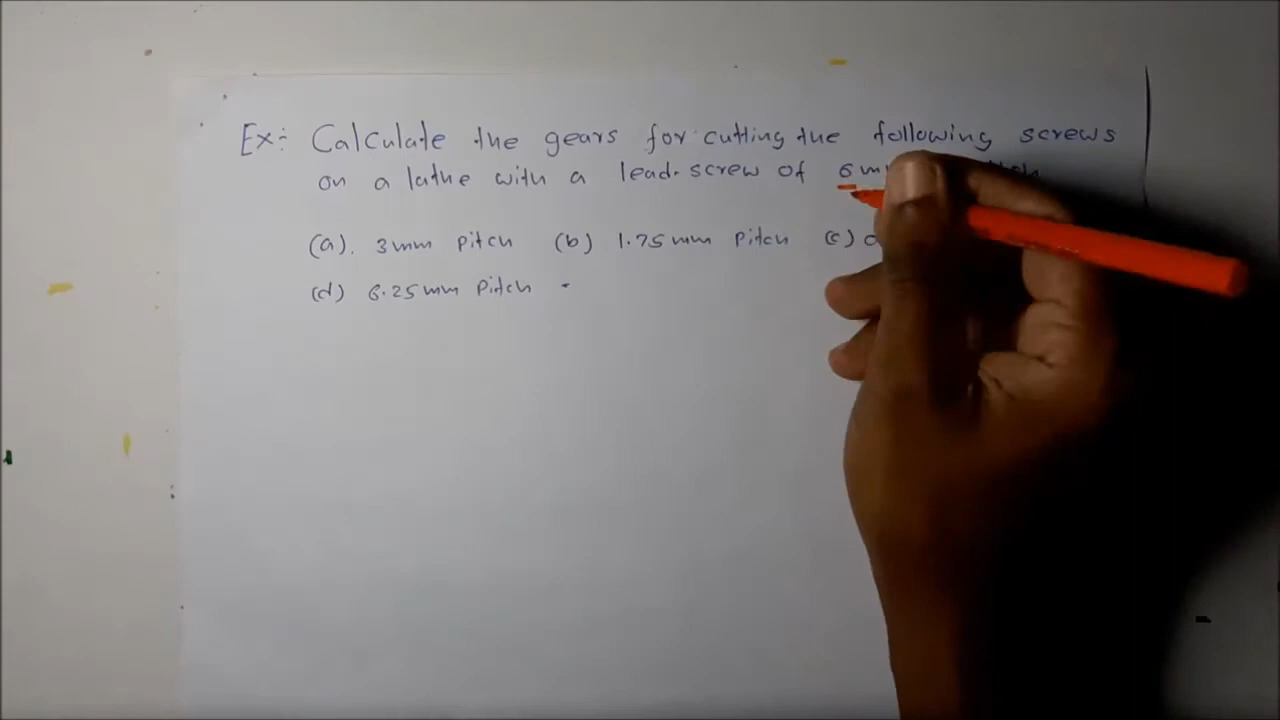 Ex:- Calculate the gears for cutting the following screws
on a lathe with a lead-screw of 6
(a). 3mm pitch (b) 1.75mm pitch (c)
(d) 6.25mm pitch .